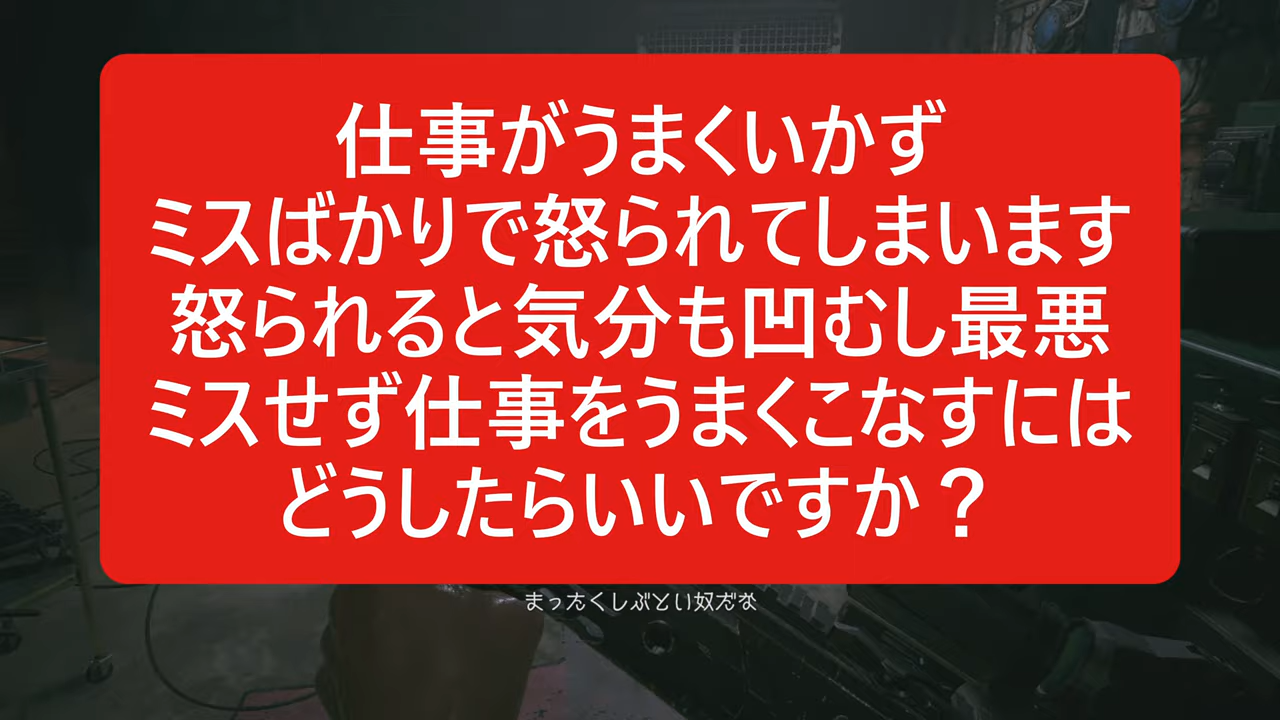 仕事がうまくいかず
ミスばかりで怒られてしまいます
怒られると気分も凹むし最悪
ミスせず仕事をうまくこなすには
どうしたらいいですか？
まったくしぶとい奴だな